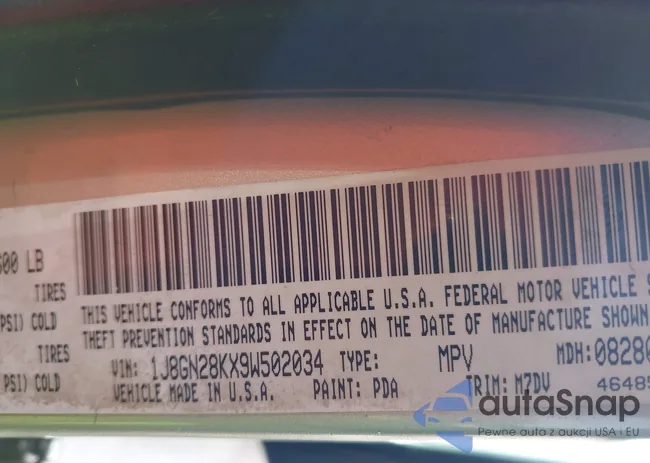 600 LB
TIRES
PSI) COLD
THIS VEHICLE CONFORMS TO ALL APPLICABLE U.S.A. FEDERAL MOTOR VEHICLE
THEFT PREVENTION STANDARDS IN EFFECT ON THE DATE OF MANUFACTURE SHOWN
TIRES
VIN: 1J8GN28KX9W502034 TYPE: MPV MDH:08280
PSI) COLD
VEHICLE MADE IN U.S.A. PAINT: PDA TRIM: M7DV 46485
autoSnap
Pewne auta z aukcji USA i EU